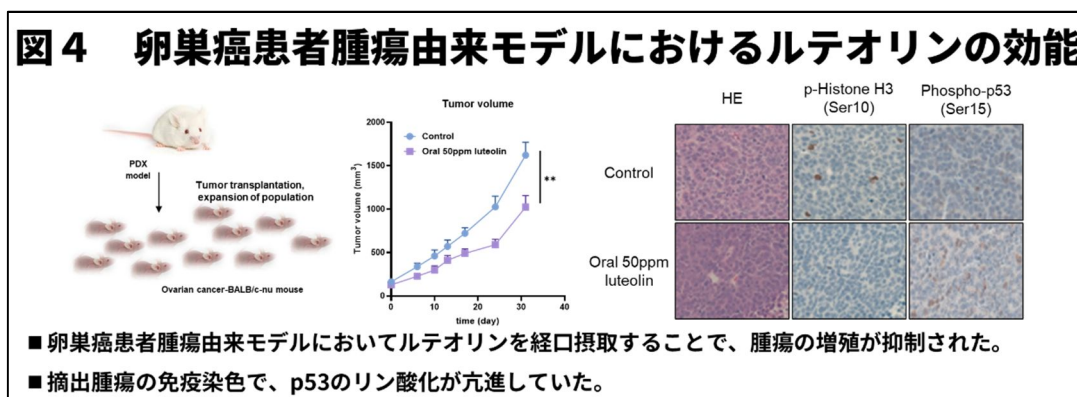 図４　卵巣癌患者腫瘍由来モデルにおけるルテオリンの効能
PDX
model
Tumor transplantation,
expansion of population
Ovarian cancer-BALB/c-nu mouse
Tumor volume
Control
Oral 50ppm luteolin
**
Tumor volume (mm³)
2000
1500
1000
500
0
0 10 20 30 40
time (day)
HE
p-Histone H3
(Ser10)
Phospho-p53
(Ser15)
Control
Oral 50ppm
luteolin
■卵巣癌患者腫瘍由来モデルにおいてルテオリンを経口摂取することで、腫瘍の増殖が抑制された。
■摘出腫瘍の免疫染色で、p53のリン酸化が亢進していた。